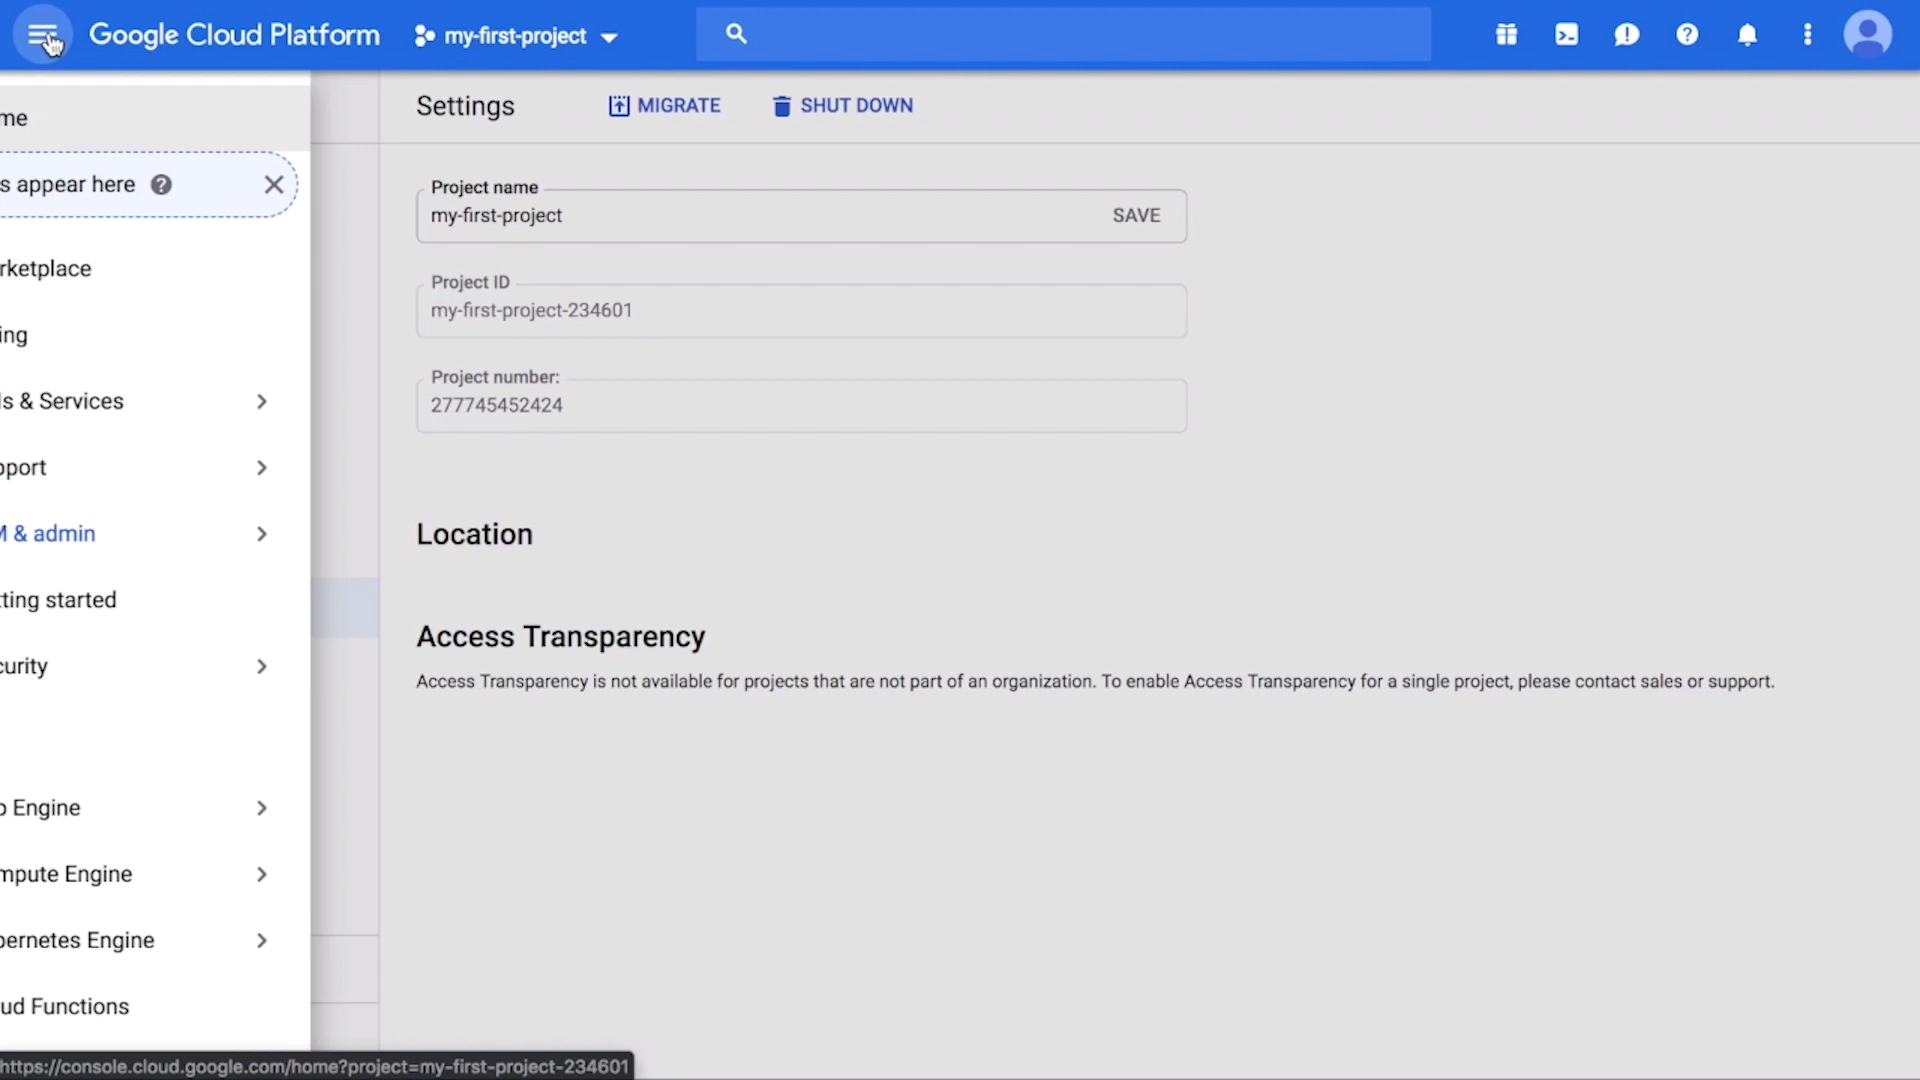 Google Cloud Platform
my-first-project
Settings
MIGRATE
SHUT DOWN
me
s appear here
rketplace
ing
Is & Services
pport
M & admin
ting started
curity
p Engine
mpute Engine
bernetes Engine
ud Functions
Project name
my-first-project
SAVE
Project ID
my-first-project-234601
Project number:
277745452424
Location
Access Transparency
Access Transparency is not available for projects that are not part of an organization. To enable Access Transparency for a single project, please contact sales or support.
https://console.cloud.google.com/home?project=my-first-project-234601